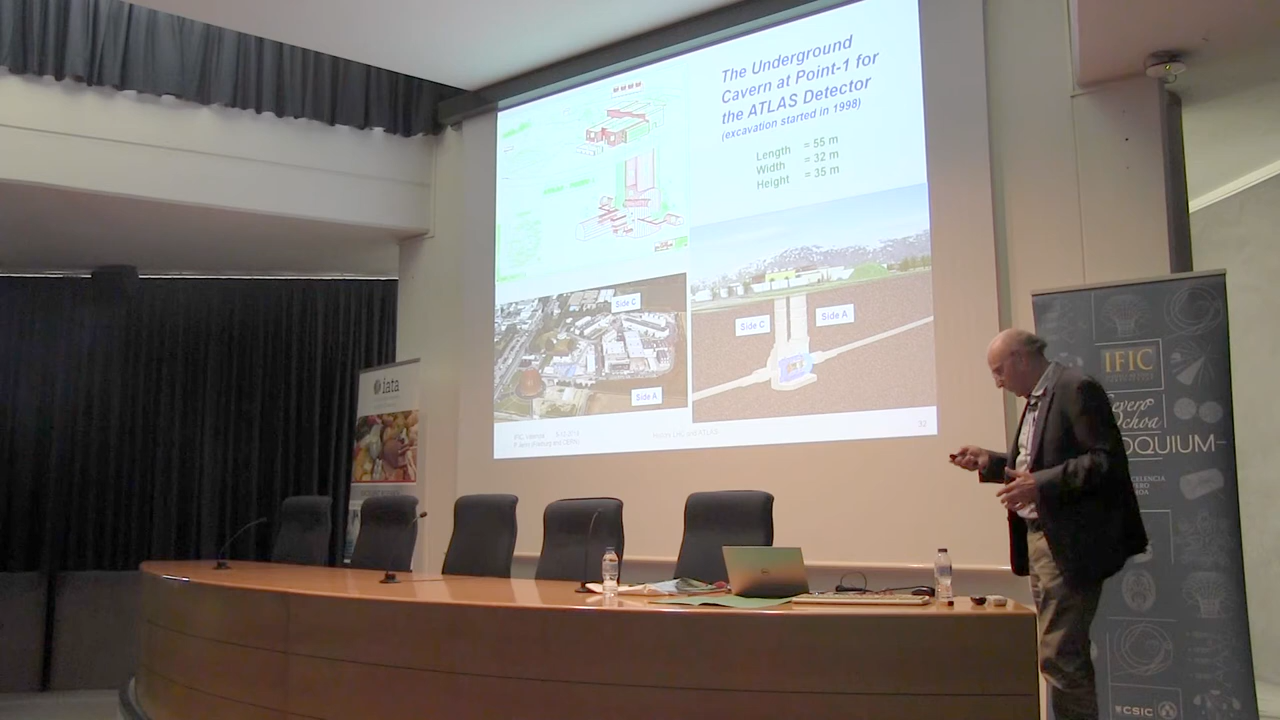 The Underground
Cavern at Point-1 for
the ATLAS Detector
(excavation started in 1998)
Length = 55 m
Width = 32 m
Height = 35 m
Side C
Side A
Side C
Side A
32
iata
IFIC
Severo
Ochoa
OQUIUM
CSIC